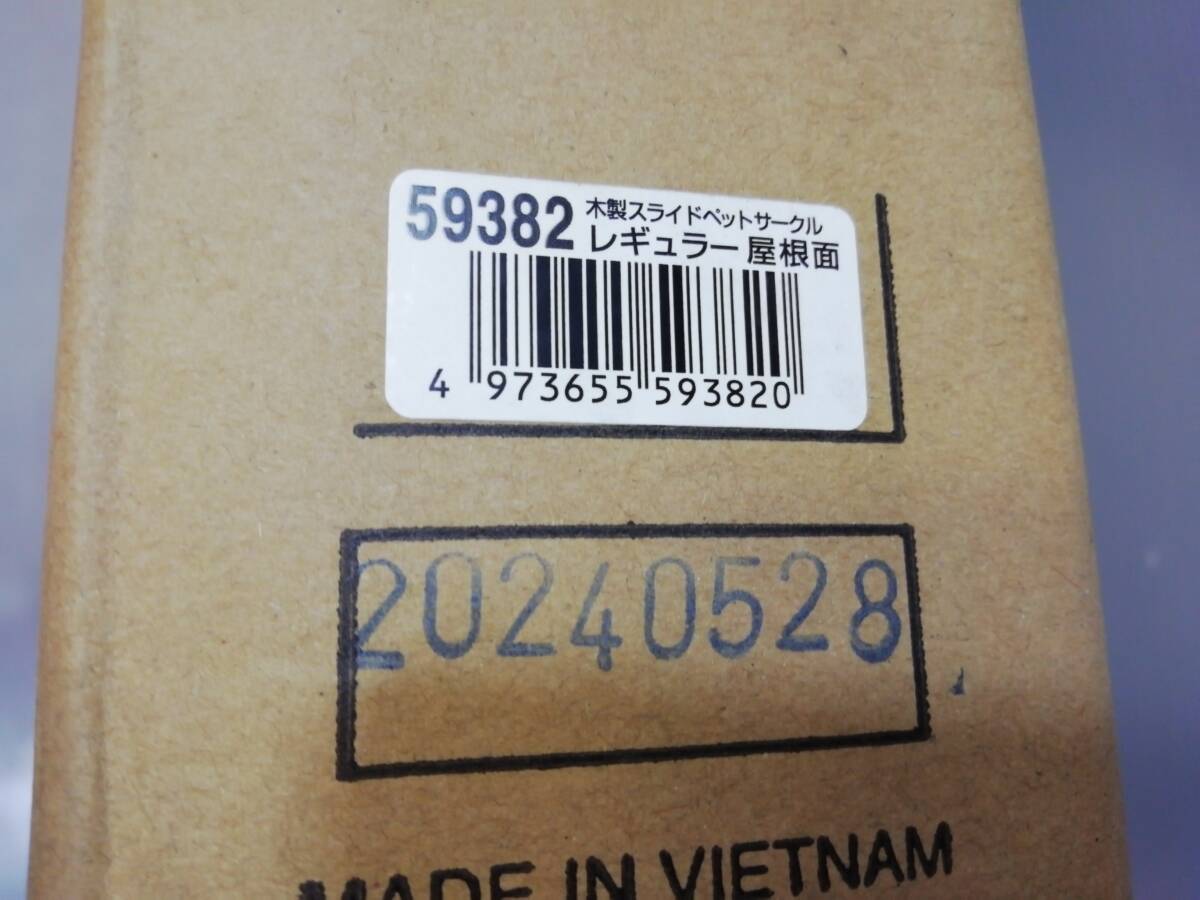 59382 木製スライドペットサークル
レギュラー 屋根面
4 973655 593820
20240528
MADE IN VIETNAM